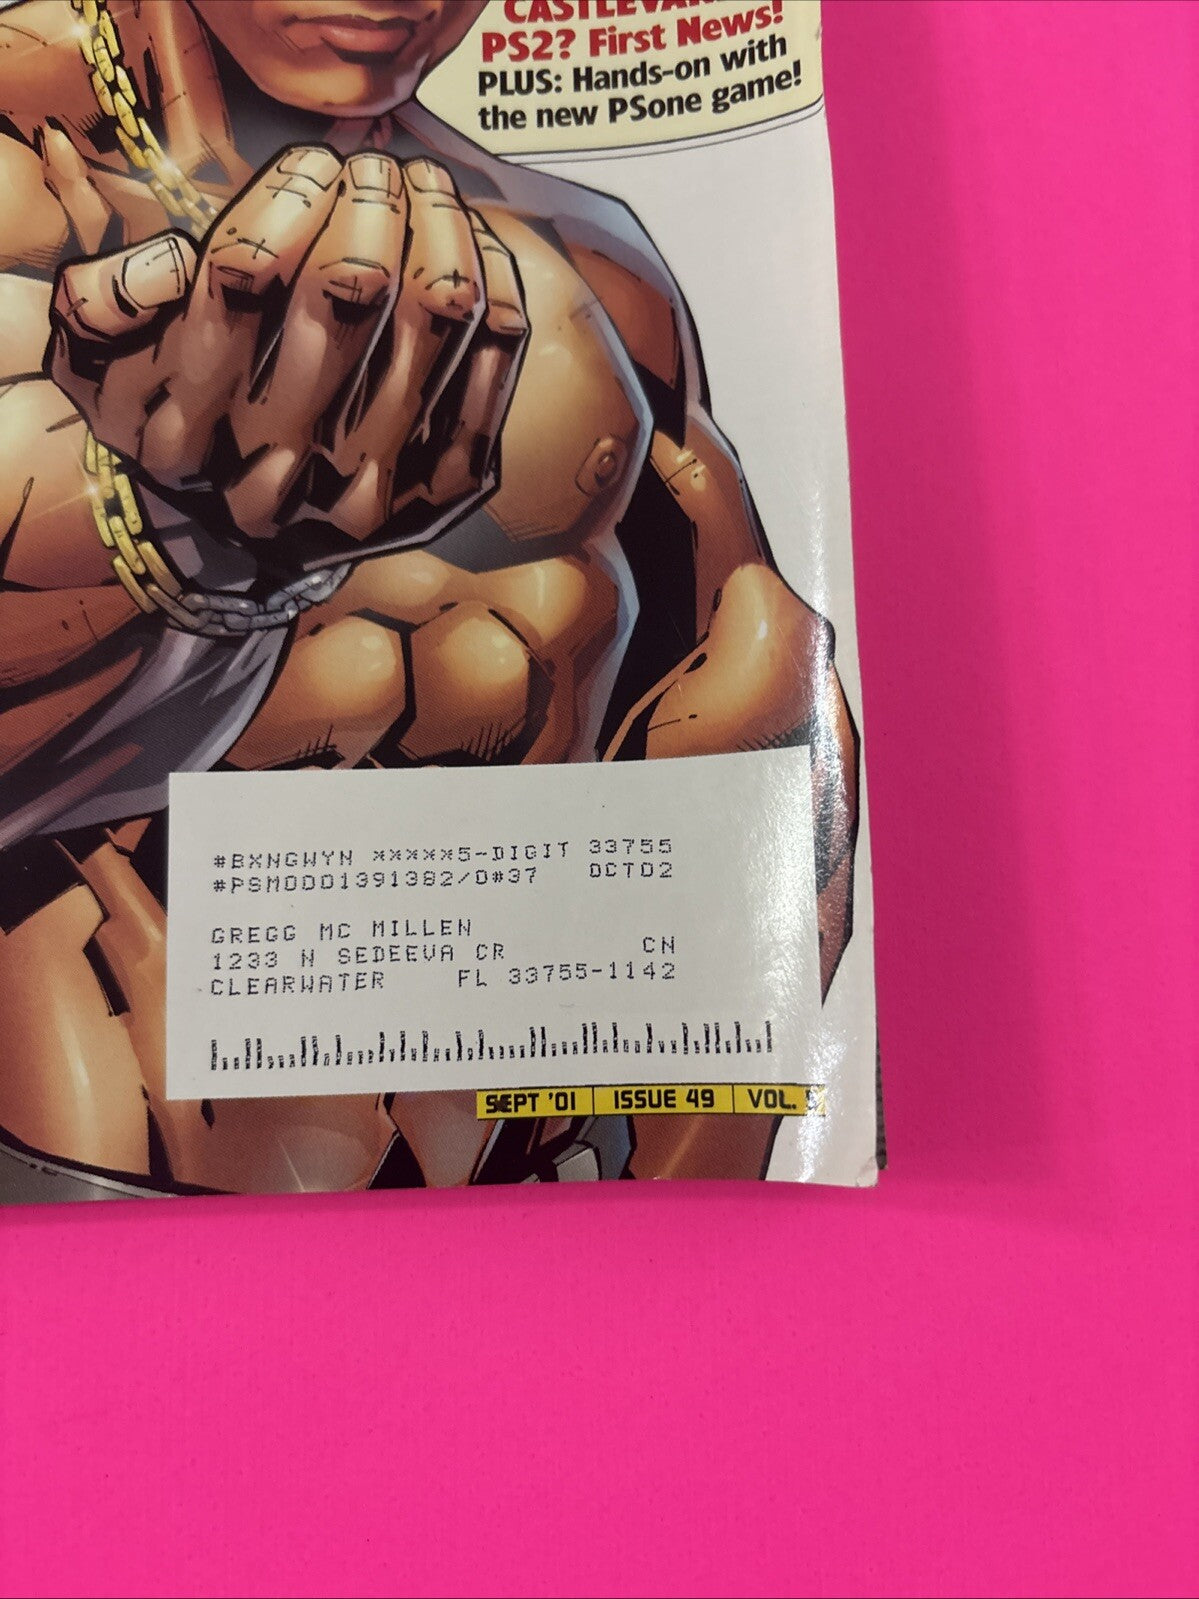 PS2? First News!
PLUS: Hands-on with
the new PSone game!
#BXNGWYN *****5-DIGIT 33755
#PSM0001391382/0#37 OCT02
GREGG MC MILLEN
1233 N SEDEEVA CR CN
CLEARWATER FL 33755-1142
SEPT '01 ISSUE 49 VOL.